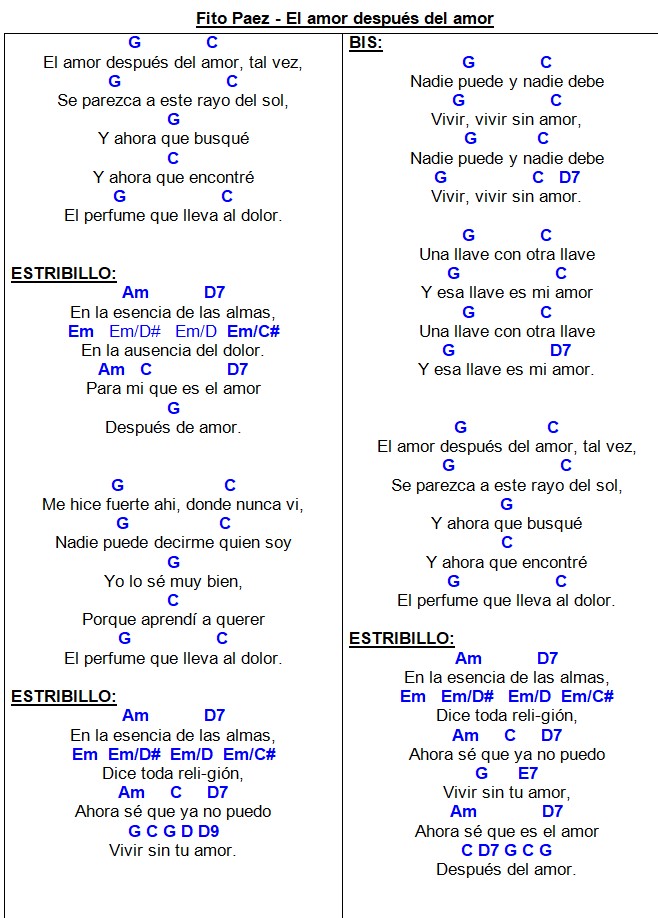 Fito Paez - El amor después del amor
G C
El amor después del amor, tal vez,
G C
Se parezca a este rayo del sol,
G
Y ahora que busqué
C
Y ahora que encontré
G C
El perfume que lleva al dolor.
ESTRIBILLO:
Am D7
En la esencia de las almas,
Em Em/D# Em/D Em/C#
En la ausencia del dolor.
Am C D7
Para mi que es el amor
G
Después de amor.
G C
Me hice fuerte ahi, donde nunca vi,
G C
Nadie puede decirme quien soy
G
Yo lo sé muy bien,
C
Porque aprendí a querer
G C
El perfume que lleva al dolor.
ESTRIBILLO:
Am D7
En la esencia de las almas,
Em Em/D# Em/D Em/C#
Dice toda reli-gión,
Am C D7
Ahora sé que ya no puedo
G C G D D9
Vivir sin tu amor.
BIS:
G C
Nadie puede y nadie debe
G C
Vivir, vivir sin amor,
G C
Nadie puede y nadie debe
G C D7
Vivir, vivir sin amor.
G C
Una llave con otra llave
G C
Y esa llave es mi amor
G C
Una llave con otra llave
G D7
Y esa llave es mi amor.
G C
El amor después del amor, tal vez,
G C
Se parezca a este rayo del sol,
G
Y ahora que busqué
C
Y ahora que encontré
G C
El perfume que lleva al dolor.
ESTRIBILLO:
Am D7
En la esencia de las almas,
Em Em/D# Em/D Em/C#
Dice toda reli-gión,
Am C D7
Ahora sé que ya no puedo
G E7
Vivir sin tu amor,
Am D7
Ahora sé que es el amor
C D7 G C G
Después del amor.